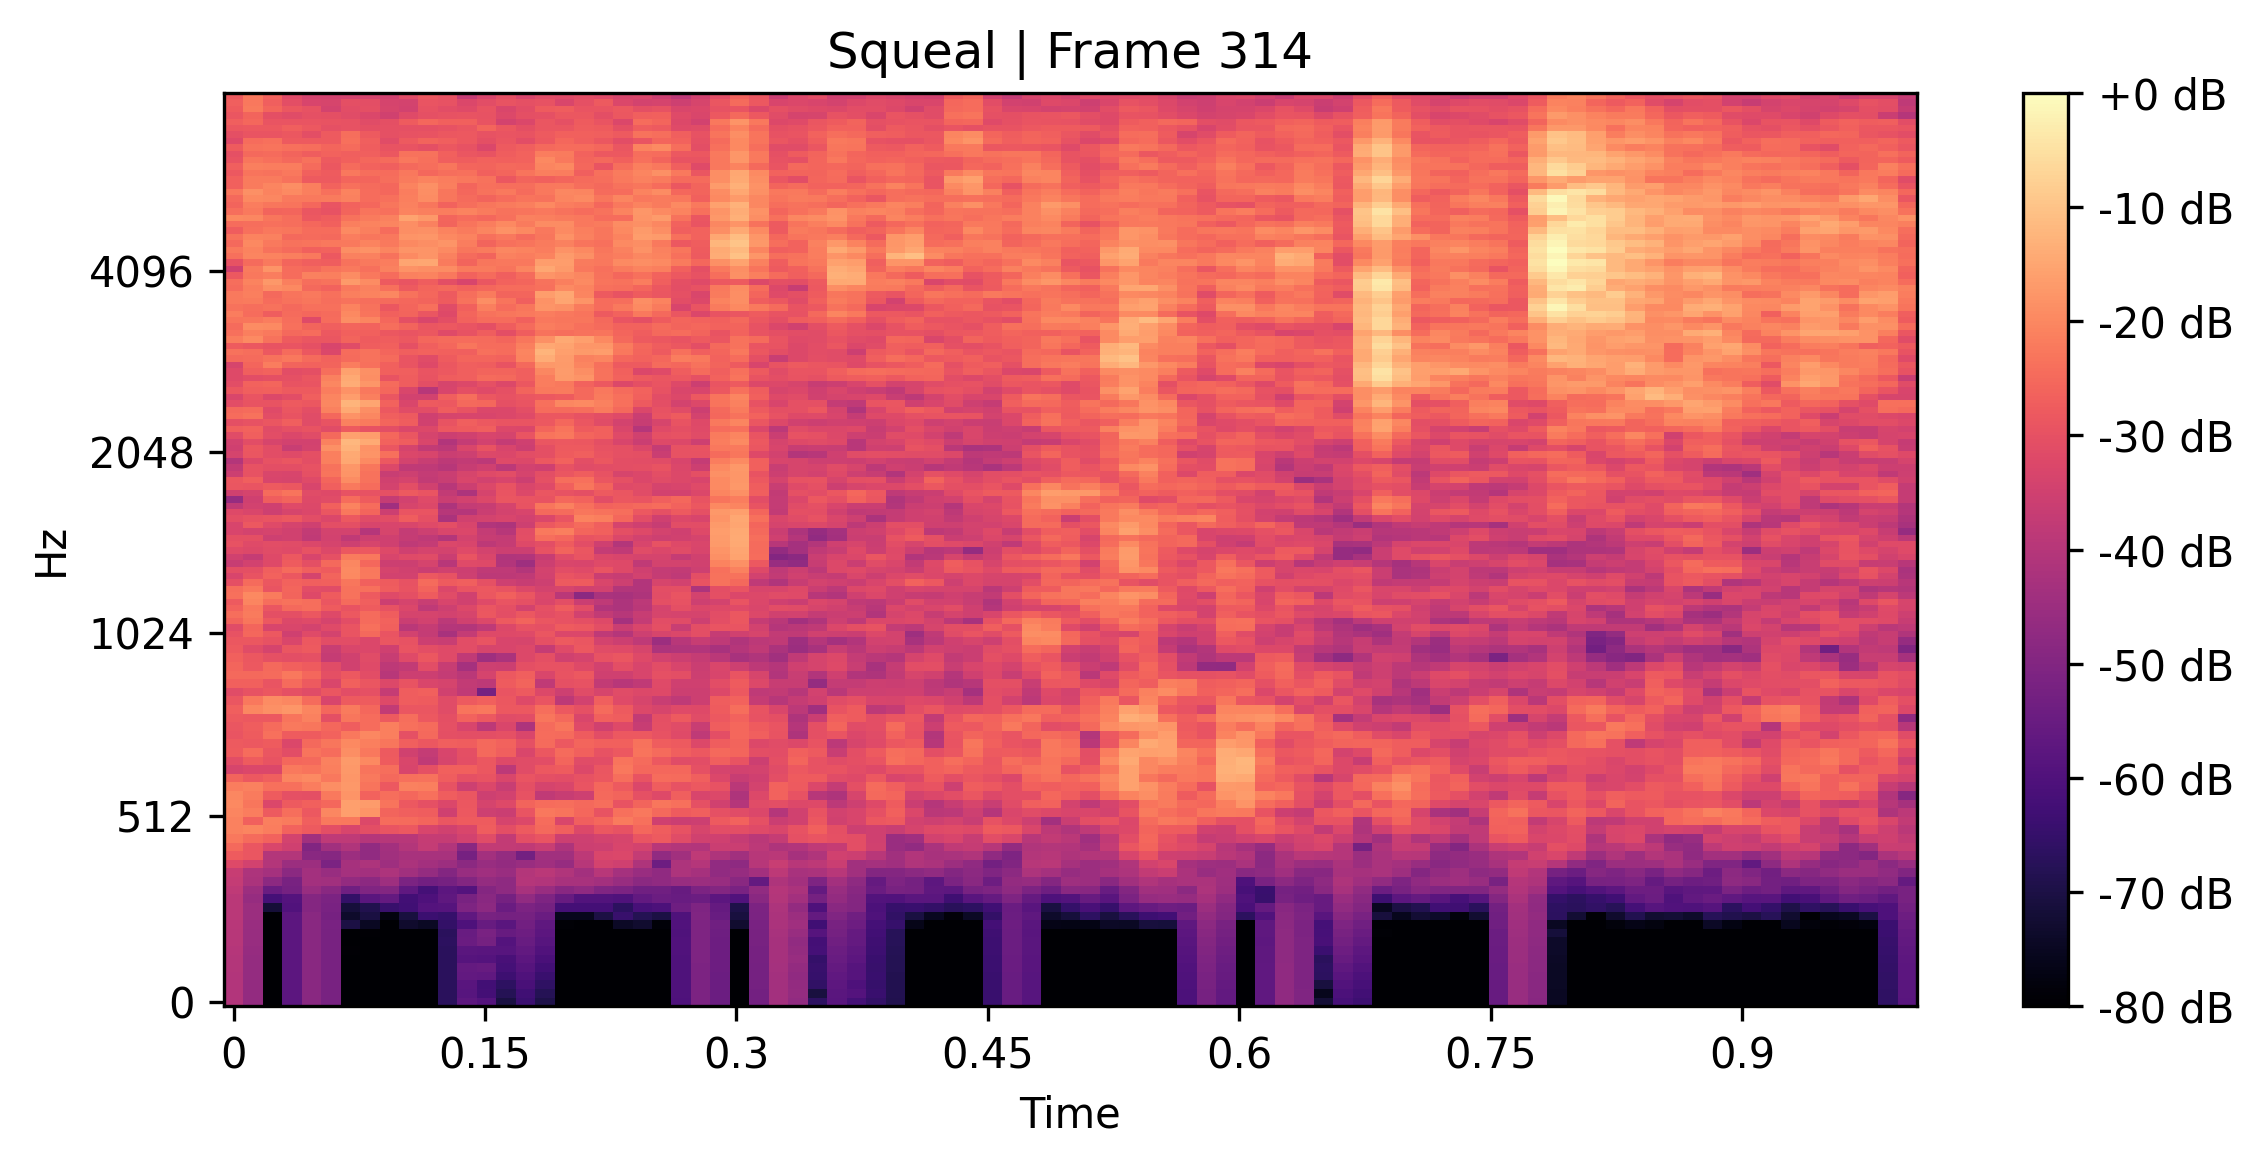 Squeal | Frame 314
+0 dB
-10 dB
-20 dB
-30 dB
-40 dB
-50 dB
-60 dB
-70 dB
-80 dB
Hz
4096
2048
1024
512
0
0 0.15 0.3 0.45 0.6 0.75 0.9
Time